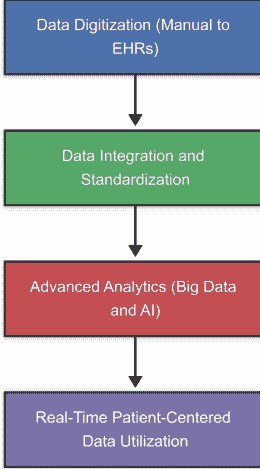 Data Digitization (Manual to
EHRs)
Data Integration and
Standardization
Advanced Analytics (Big Data
and AI)
Real-Time Patient-Centered
Data Utilization